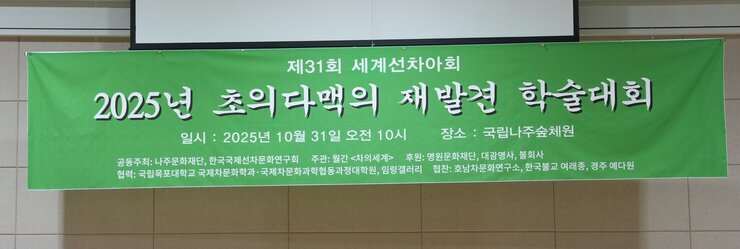 제31회 세계선차아회
2025년 초의다맥의 재발견 학술대회
일시 : 2025년 10월 31일 오전 10시 장소 : 국립나주숲체원
공동주최: 나주문화재단, 한국국제선차문화연구회 주관: 월간 <차의세계> 후원: 명원문화재단, 대광명사, 불회사
협력: 국립목포대학교 국제차문화학과·국제차문화과학협동과정대학원, 임랑갤러리 협찬: 호남차문화연구소, 한국불교 여래종, 경주 예다원